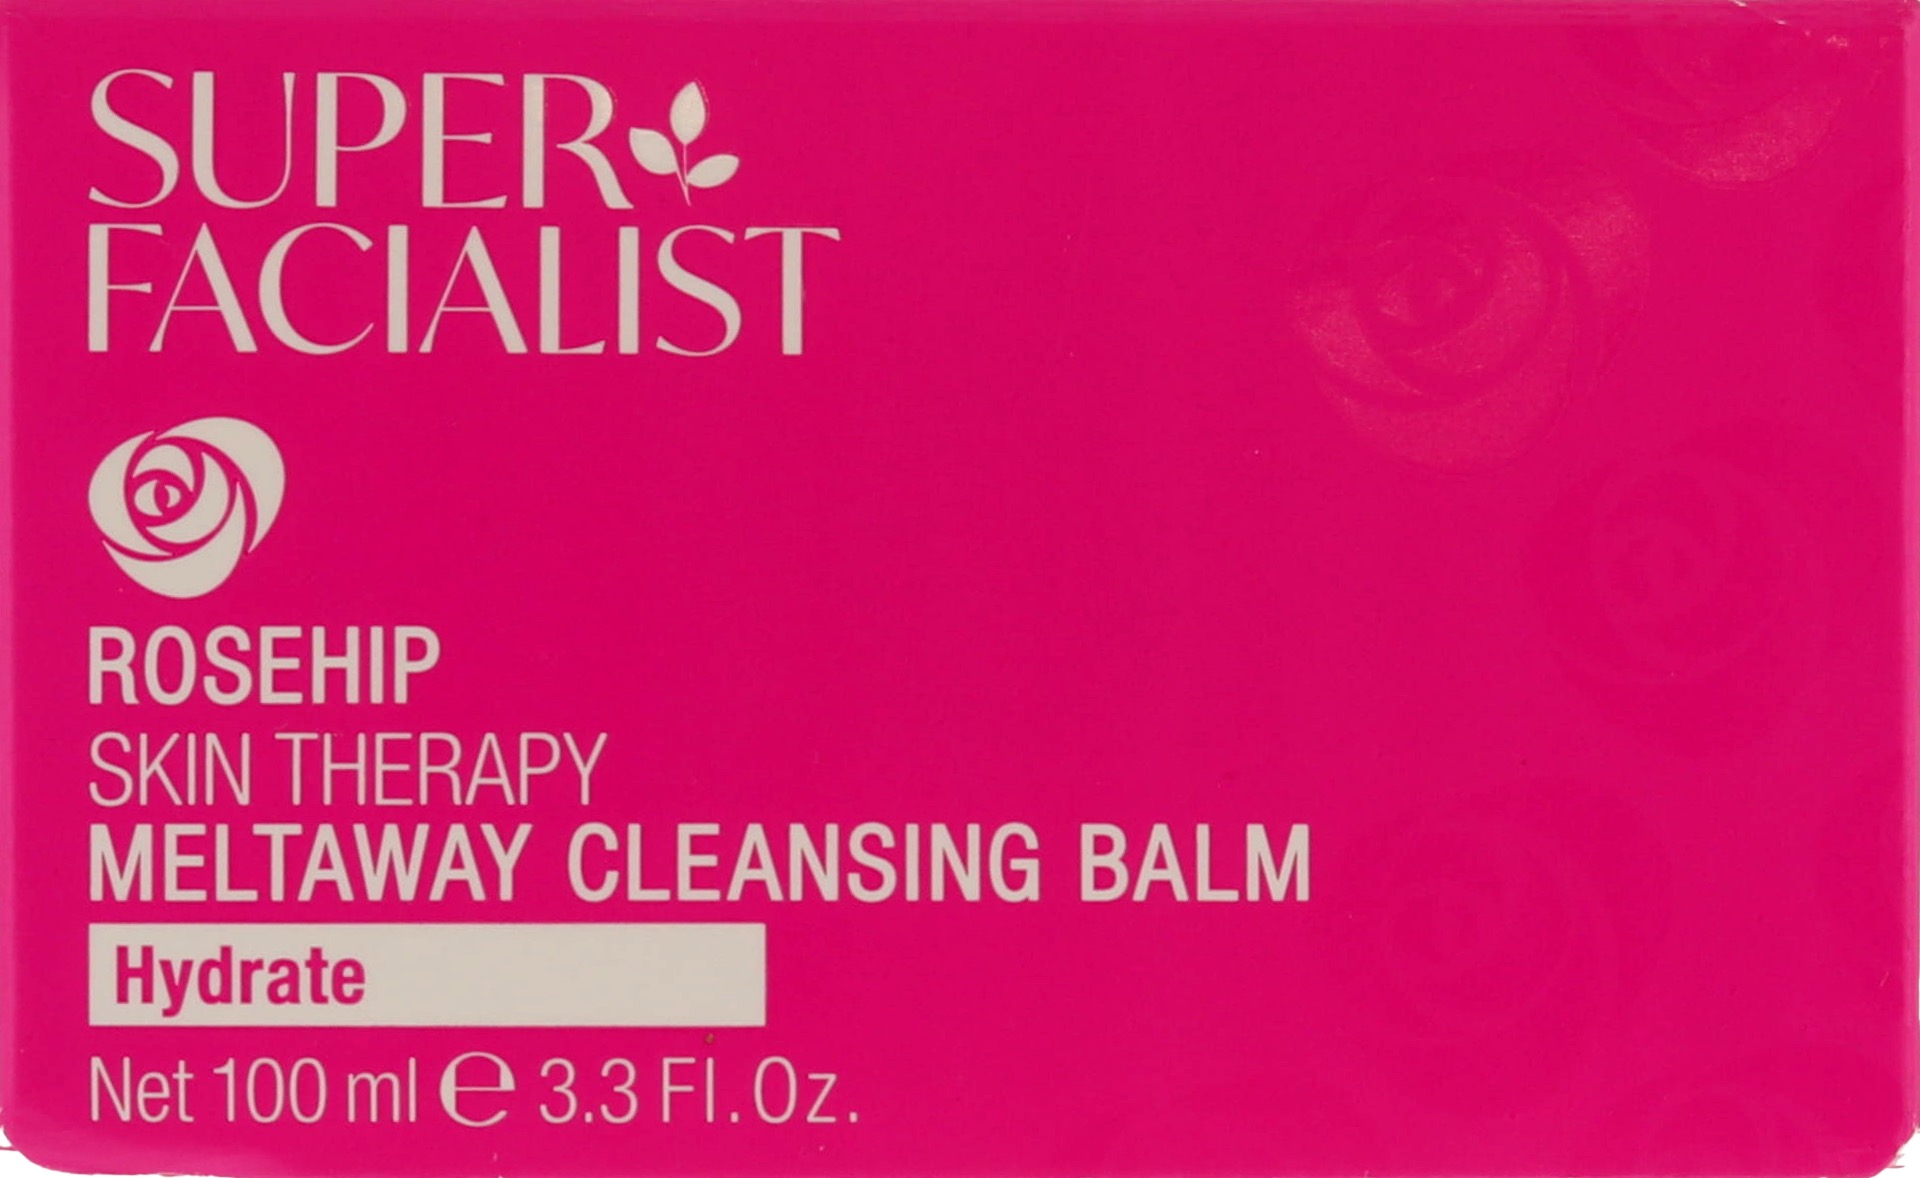 SUPER
FACIALIST
ROSEHIP
SKIN THERAPY
MELTAWAY CLEANSING BALM
Hydrate
Net 100 ml ℮ 3.3 Fl.Oz.